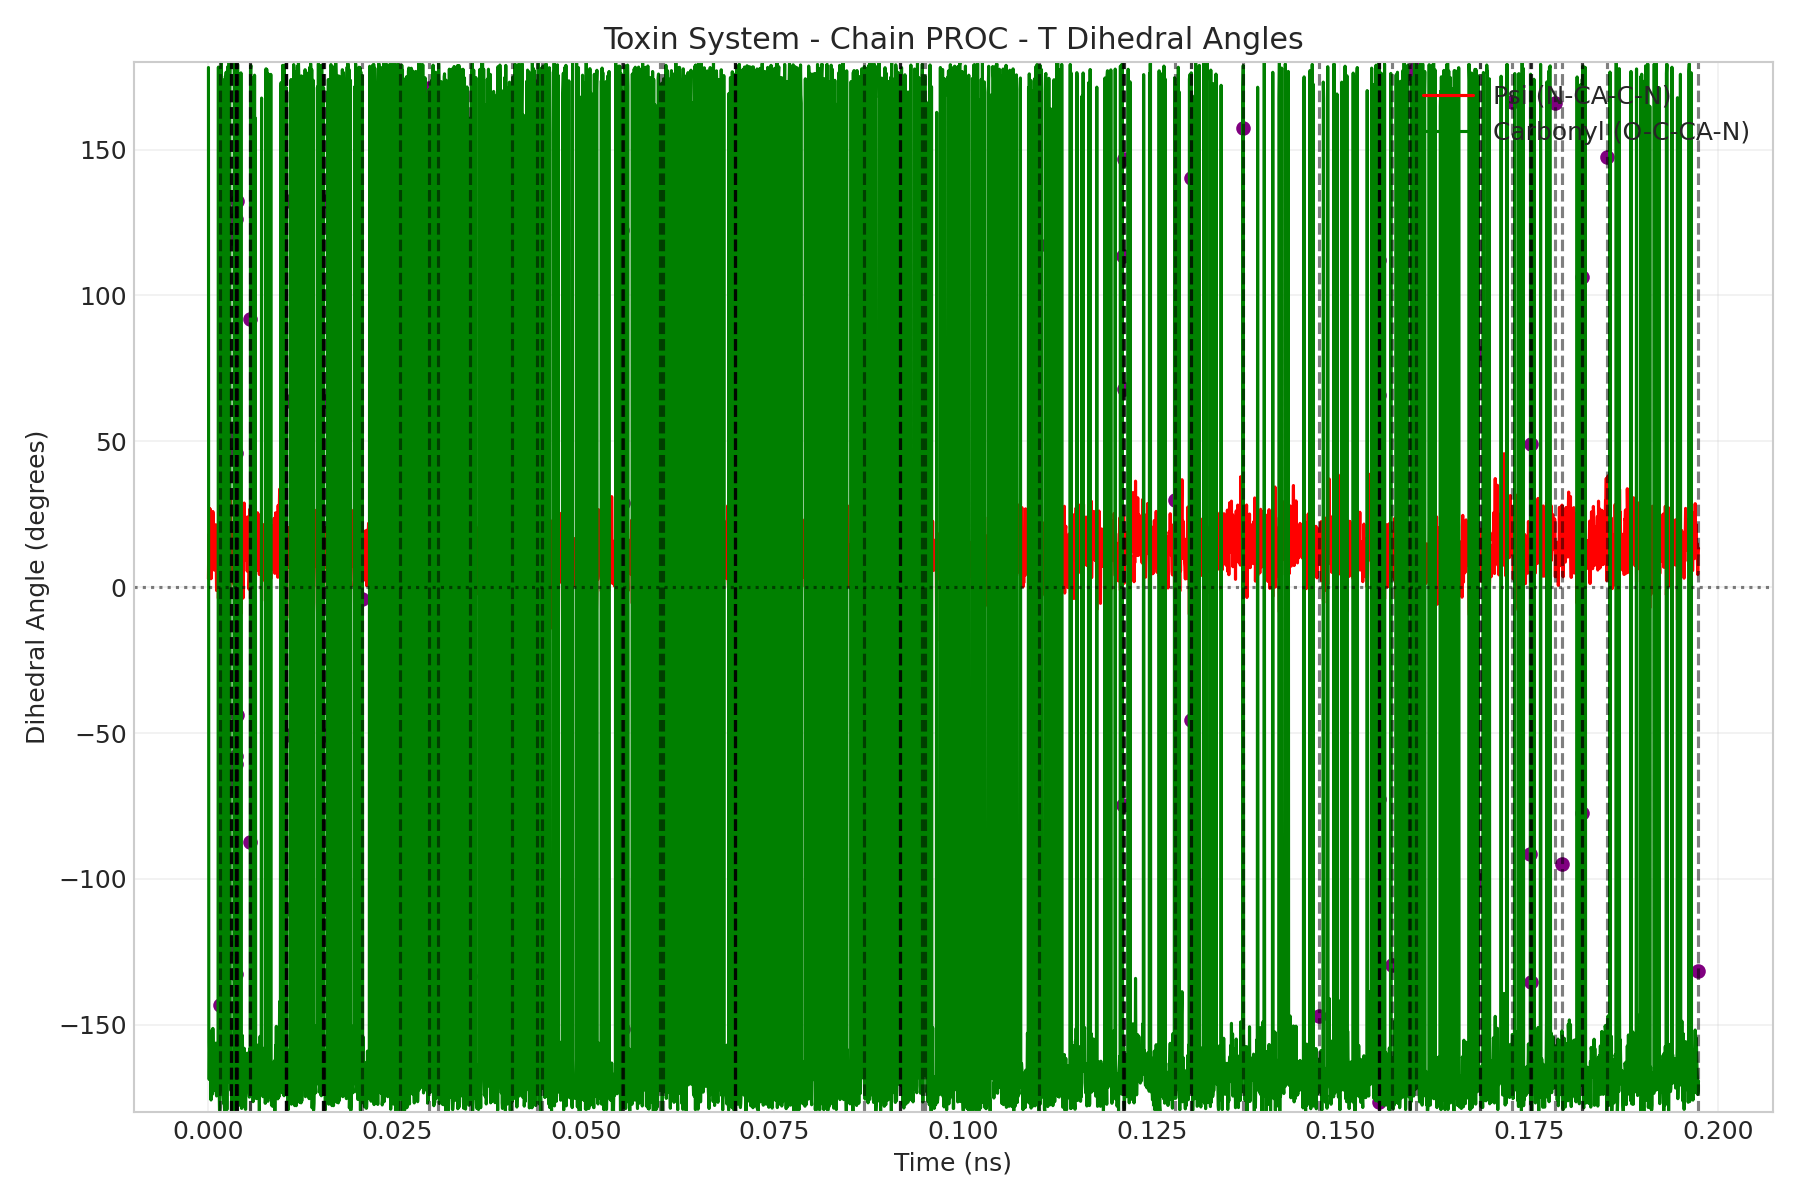 Toxin System - Chain PROC - T Dihedral Angles
Psi (N-CA-C-N)
Carbonyl (O-C-CA-N)
150
100
50
0
−50
−100
−150
Dihedral Angle (degrees)
0.000 0.025 0.050 0.075 0.100 0.125 0.150 0.175 0.200
Time (ns)